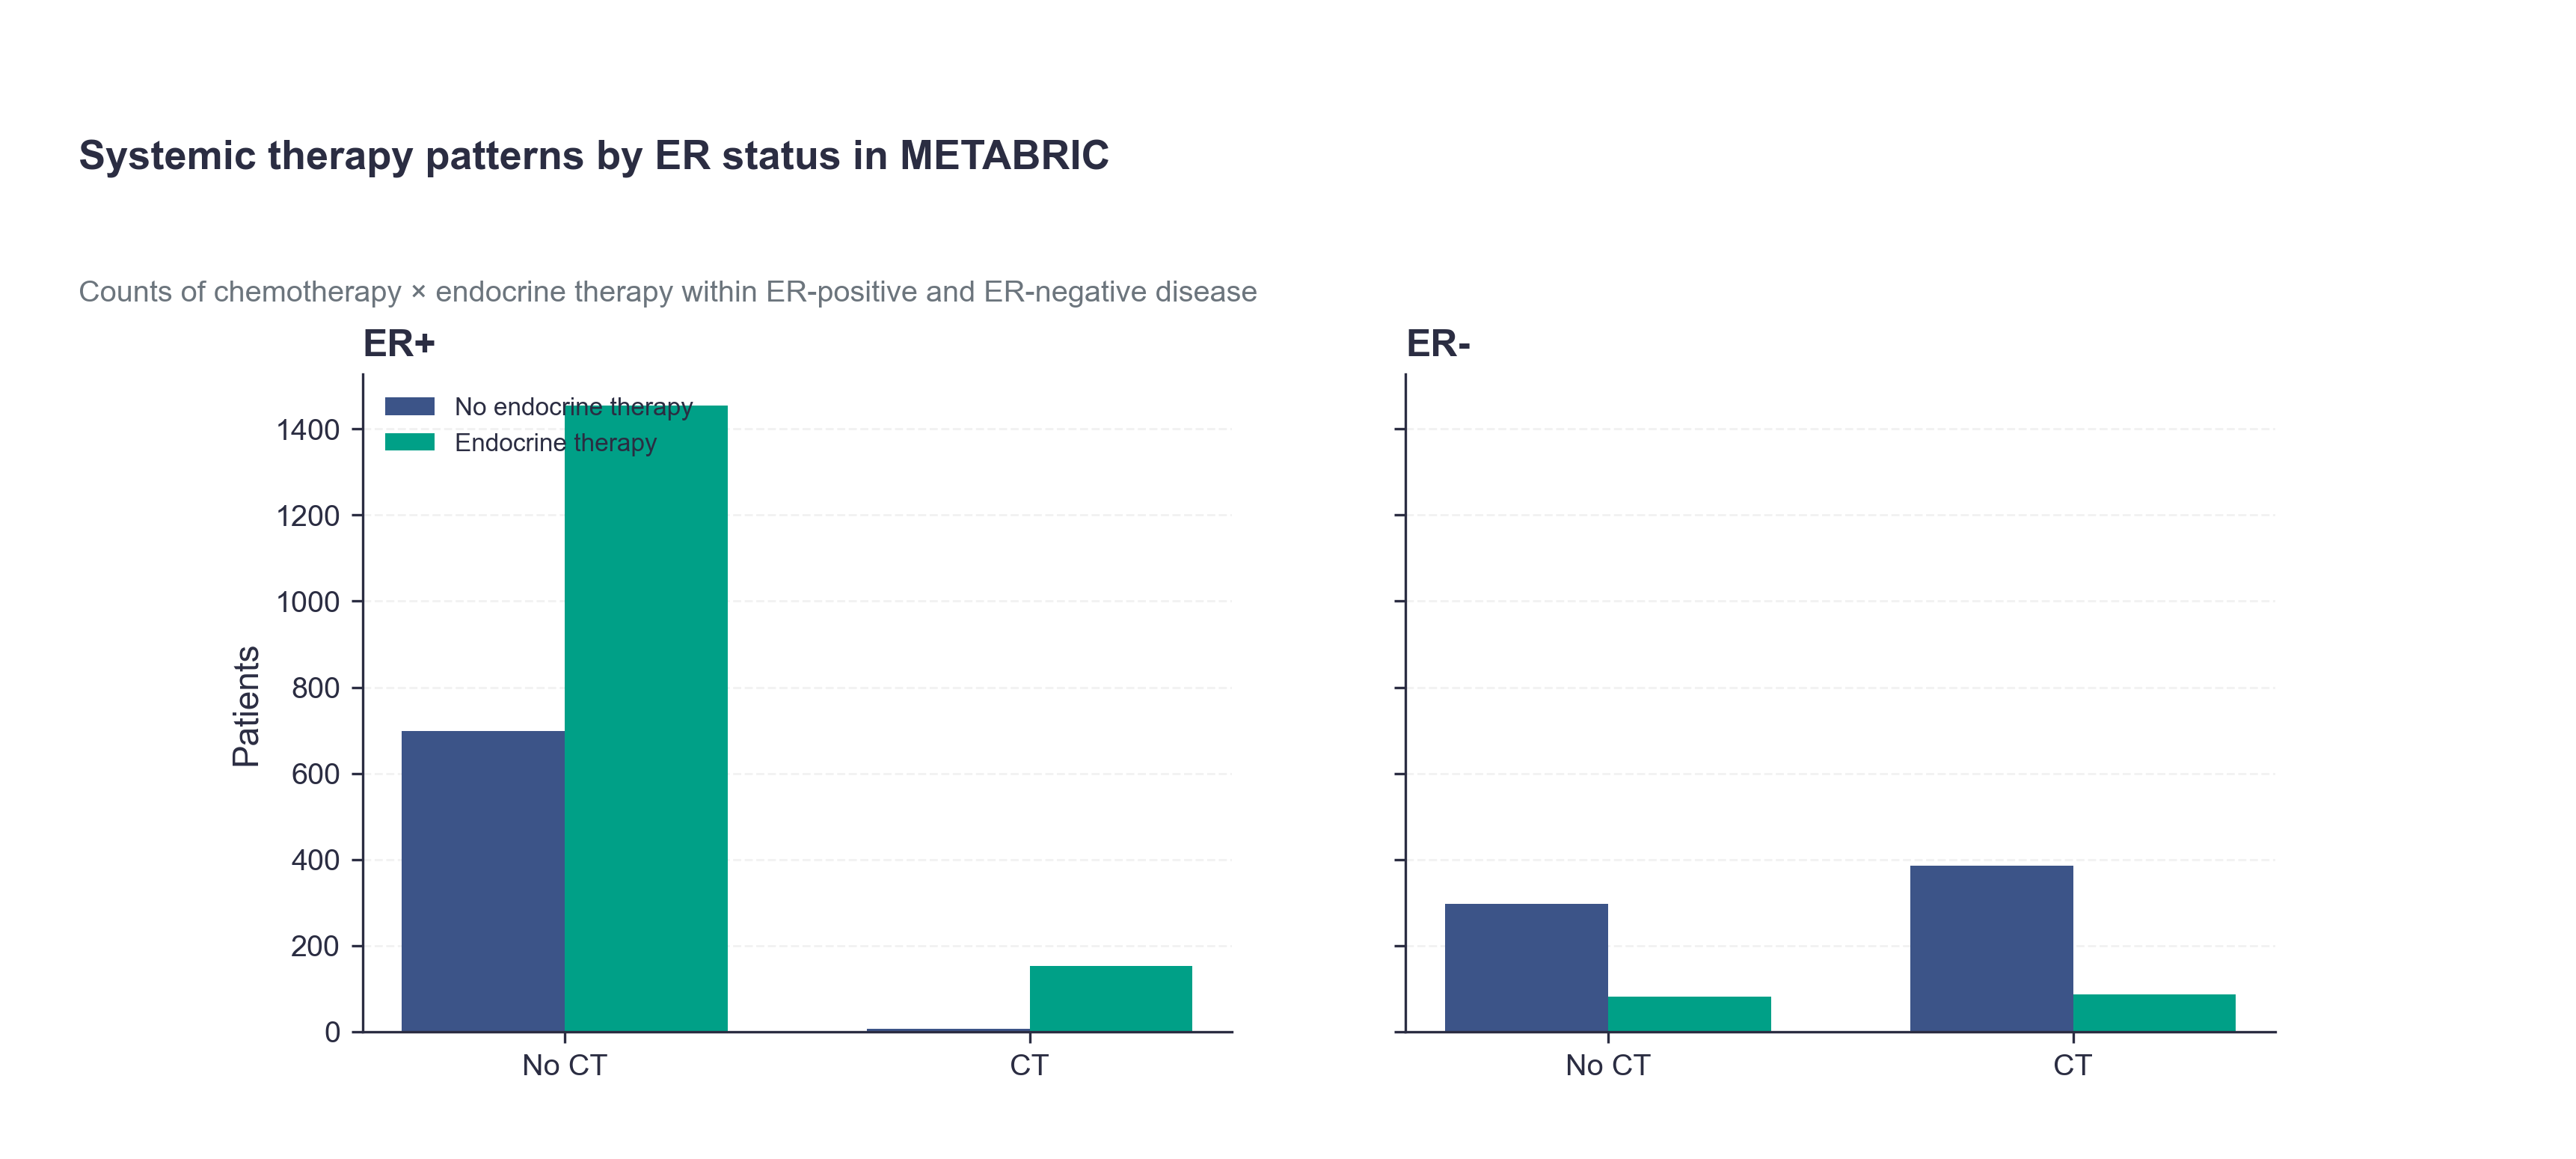 Systemic therapy patterns by ER status in METABRIC
Counts of chemotherapy × endocrine therapy within ER-positive and ER-negative disease
ER+
No endocrine therapy
Endocrine therapy
1400
1200
1000
800
600
400
200
0
Patients
No CT
CT
ER-
No CT
CT